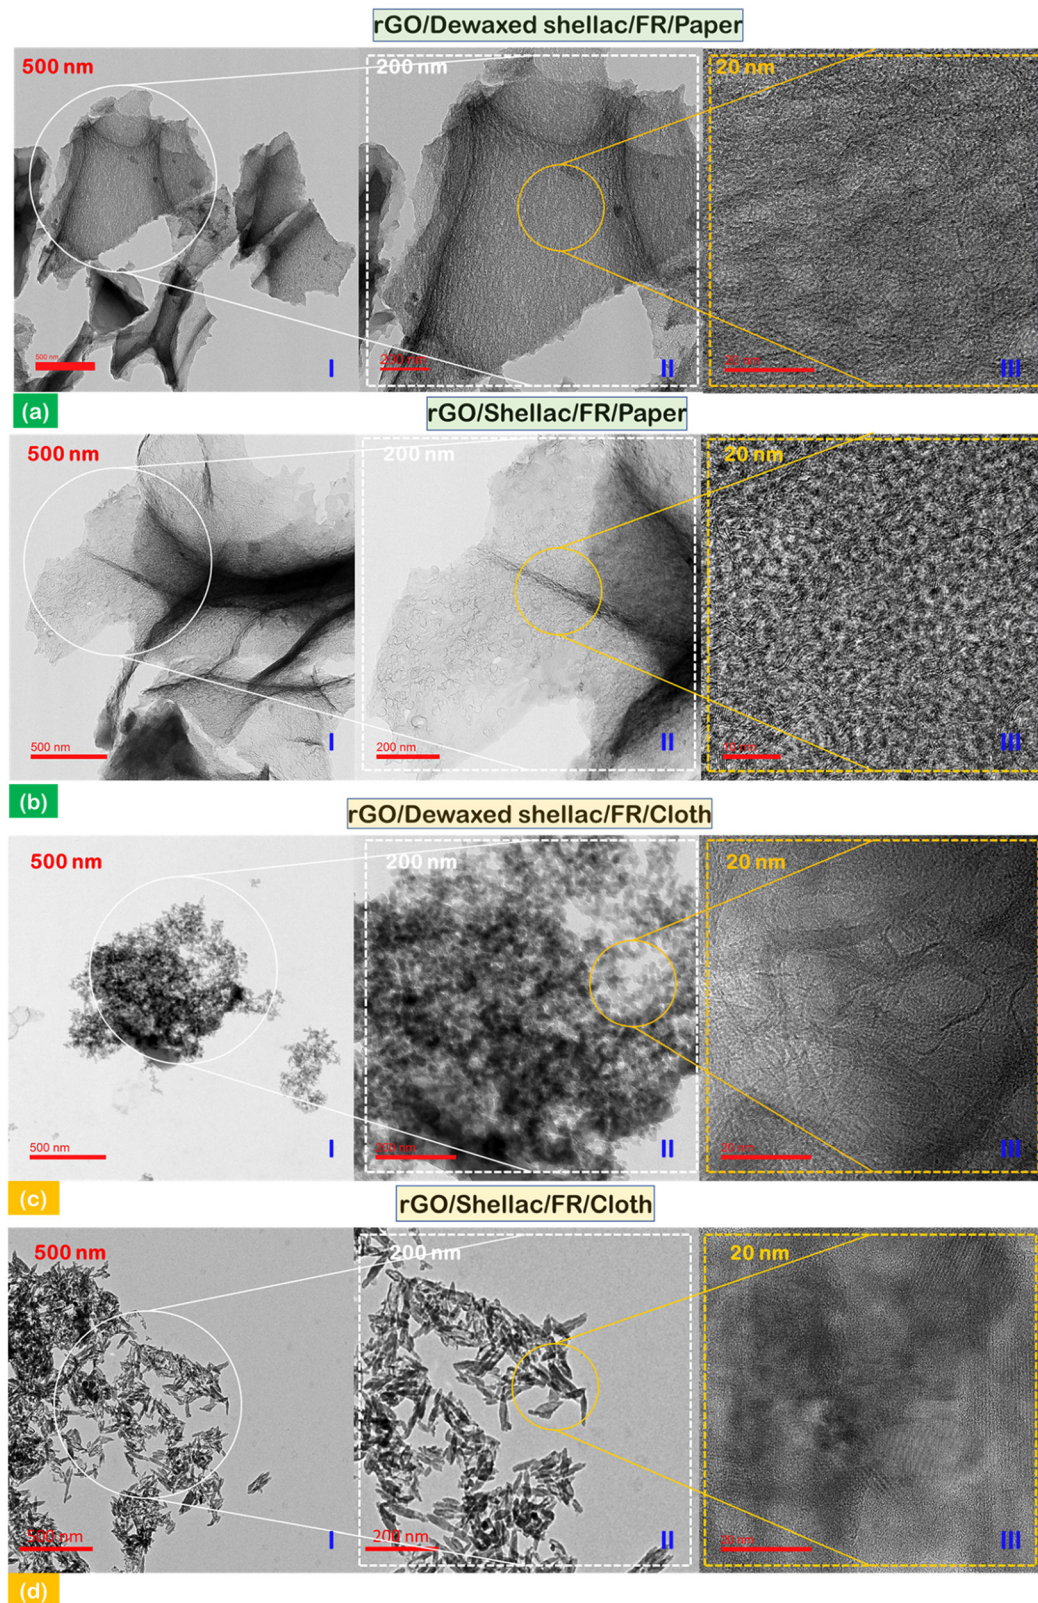 rGO/Dewaxed shellac/FR/Paper
500 nm
200 nm
20 nm
500 nm
I
200 nm
II
20 nm
III
(a)
rGO/Shellac/FR/Paper
500 nm
200 nm
20 nm
500 nm
I
200 nm
II
10 nm
III
(b)
rGO/Dewaxed shellac/FR/Cloth
500 nm
200 nm
20 nm
500 nm
I
200 nm
II
20 nm
III
(c)
rGO/Shellac/FR/Cloth
500 nm
200 nm
20 nm
500 nm
I
200 nm
II
20 nm
III
(d)